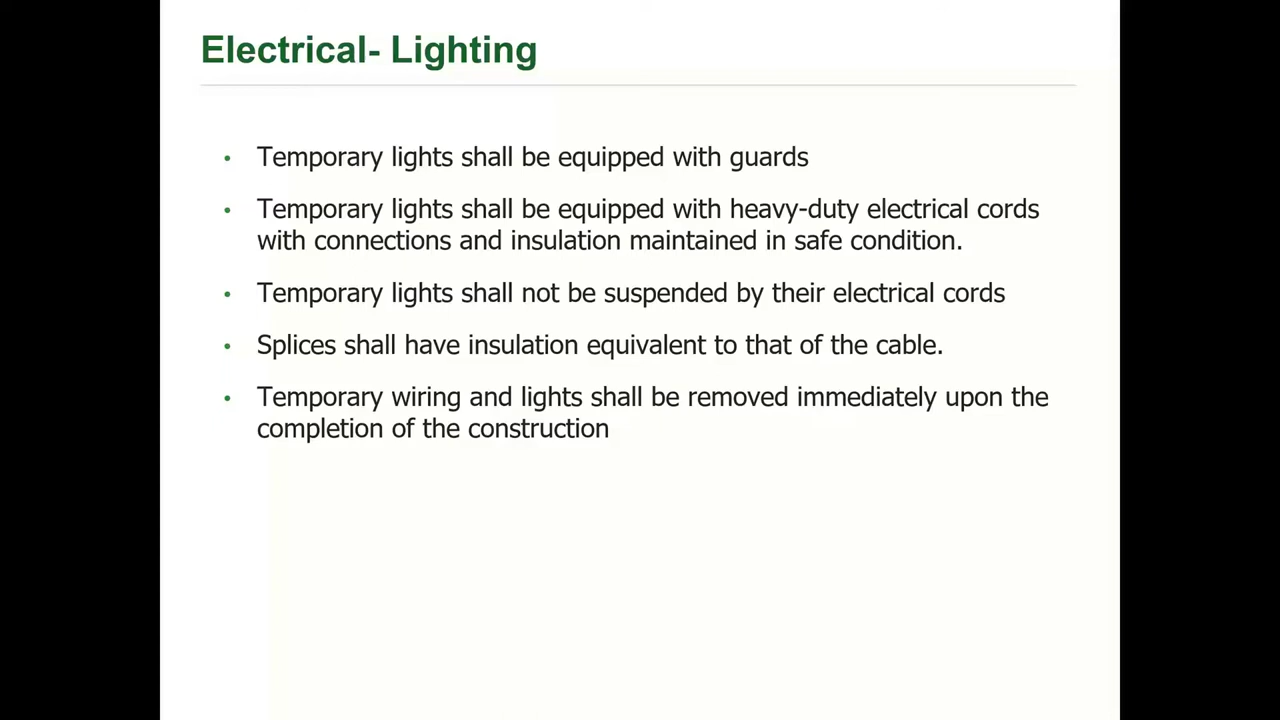 Electrical- Lighting
• Temporary lights shall be equipped with guards
• Temporary lights shall be equipped with heavy-duty electrical cords
with connections and insulation maintained in safe condition.
• Temporary lights shall not be suspended by their electrical cords
• Splices shall have insulation equivalent to that of the cable.
• Temporary wiring and lights shall be removed immediately upon the
completion of the construction